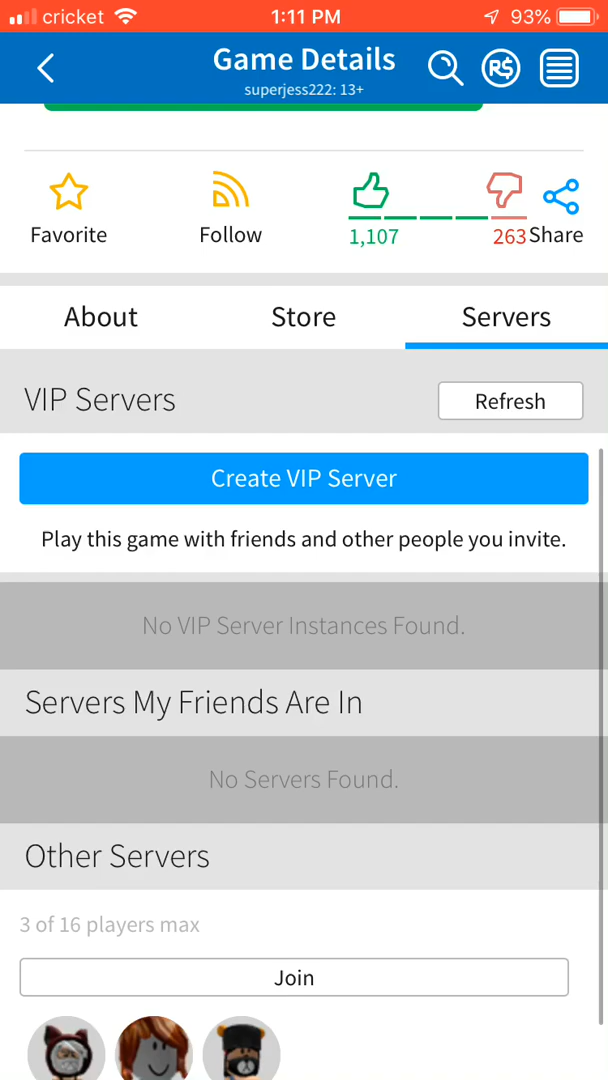 cricket 1:11 PM 93%
Game Details
superjess222: 13+
R$
Favorite Follow 1,107 263 Share
About Store Servers
VIP Servers Refresh
Create VIP Server
Play this game with friends and other people you invite.
No VIP Server Instances Found.
Servers My Friends Are In
No Servers Found.
Other Servers
3 of 16 players max
Join